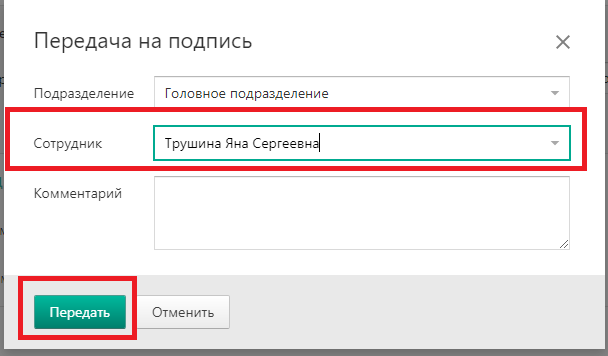 Передача на подпись
Подразделение Головное подразделение
Сотрудник Трушина Яна Сергеевна
Комментарий
Передать Отменить